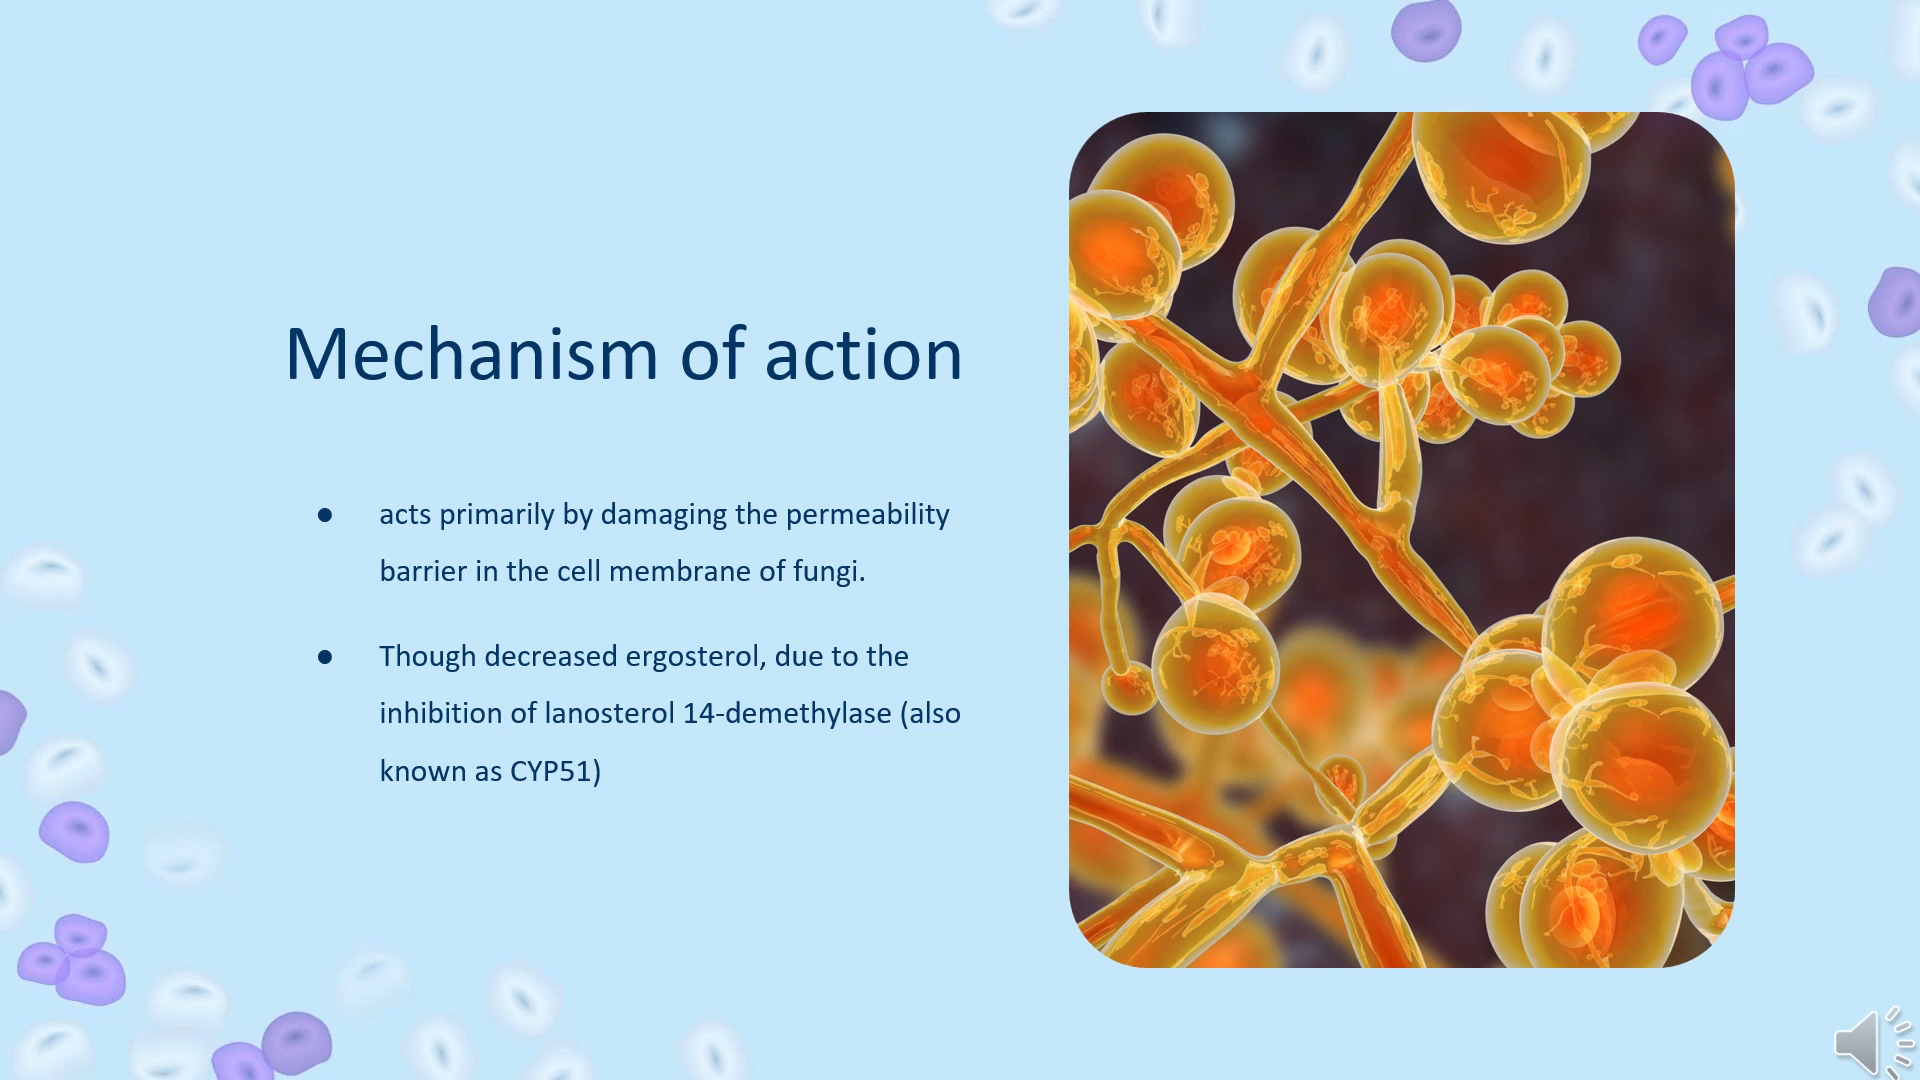 Mechanism of action
● acts primarily by damaging the permeability
barrier in the cell membrane of fungi.
● Though decreased ergosterol, due to the
inhibition of lanosterol 14-demethylase (also
known as CYP51)